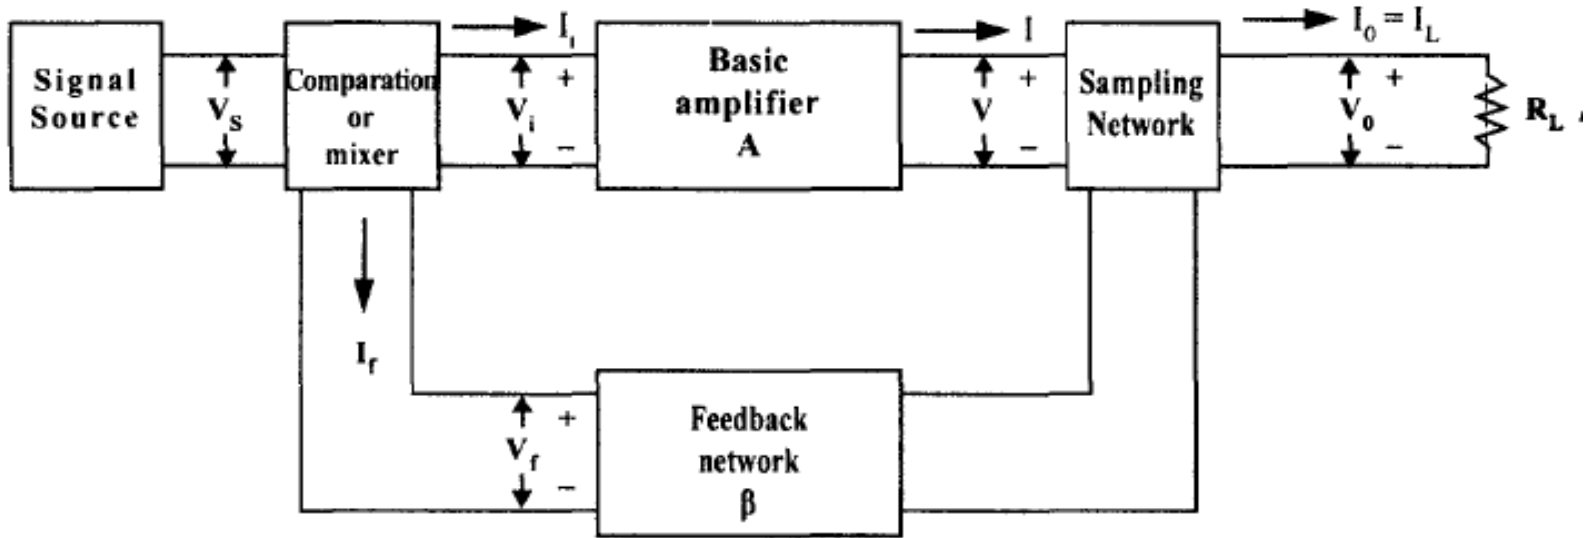 Signal
Source
V_S
Comparation
or
mixer
I_i
+
V_i
−
Basic
amplifier
A
I
+
V
−
Sampling
Network
I_0 = I_L
+
V_o
−
R_L
I_f
+
V_f
−
Feedback
network
β